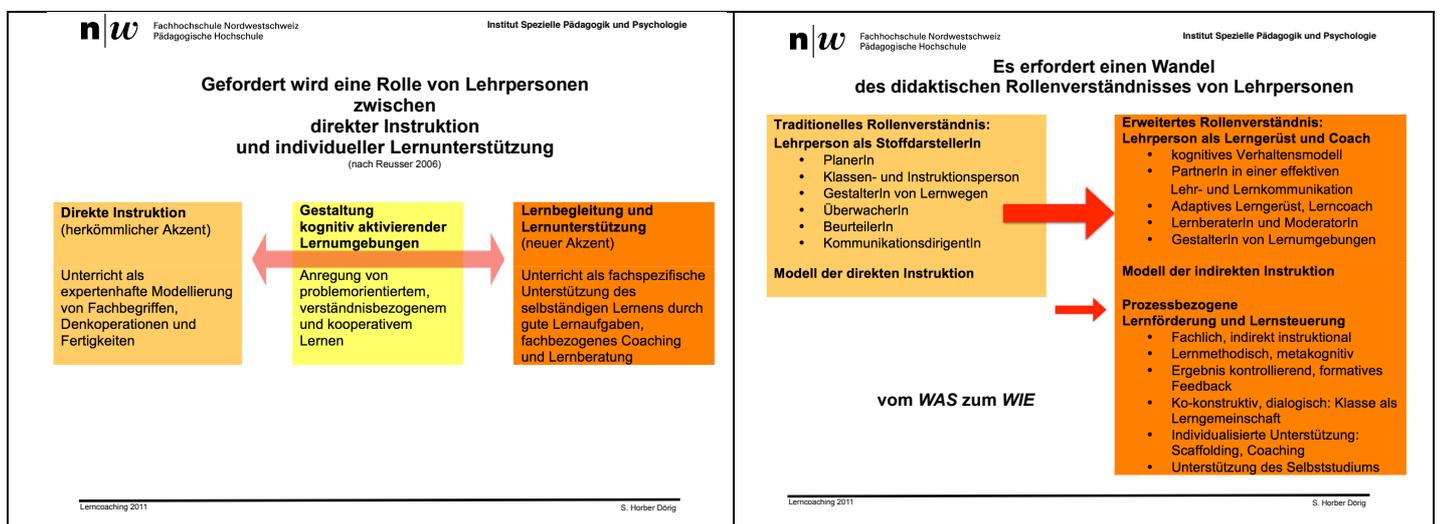 n|w
Fachhochschule Nordwestschweiz
Pädagogische Hochschule
Institut Spezielle Pädagogik und Psychologie
Gefordert wird eine Rolle von Lehrpersonen
zwischen
direkter Instruktion
und individueller Lernunterstützung
(nach Reusser 2006)
Direkte Instruktion
(herkömmlicher Akzent)
Unterricht als
expertenhafte Modellierung
von Fachbegriffen,
Denkoperationen und
Fertigkeiten
Gestaltung
kognitiv aktivierender
Lernumgebungen
Anregung von
problemorientiertem,
verständnisbezogenem
und kooperativem
Lernen
Lernbegleitung und
Lernunterstützung
(neuer Akzent)
Unterricht als fachspezifische
Unterstützung des
selbständigen Lernens durch
gute Lernaufgaben,
fachbezogenes Coaching
und Lernberatung
Lerncoaching 2011
S. Horber Dörig
n|w
Fachhochschule Nordwestschweiz
Pädagogische Hochschule
Institut Spezielle Pädagogik und Psychologie
Es erfordert einen Wandel
des didaktischen Rollenverständnisses von Lehrpersonen
Traditionelles Rollenverständnis:
Lehrperson als StoffdarstellerIn
• PlanerIn
• Klassen- und Instruktionsperson
• GestalterIn von Lernwegen
• ÜberwacherIn
• BeurteilerIn
• KommunikationsdirigentIn
Modell der direkten Instruktion
vom WAS zum WIE
Erweitertes Rollenverständnis:
Lehrperson als Lerngerüst und Coach
• kognitives Verhaltensmodell
• PartnerIn in einer effektiven
Lehr- und Lernkommunikation
• Adaptives Lerngerüst, Lerncoach
• LernberaterIn und ModeratorIn
• GestalterIn von Lernumgebungen
Modell der indirekten Instruktion
Prozessbezogene
Lernförderung und Lernsteuerung
• Fachlich, indirekt instruktional
• Lernmethodisch, metakognitiv
• Ergebnis kontrollierend, formatives
Feedback
• Ko-konstruktiv, dialogisch: Klasse als
Lerngemeinschaft
• Individualisierte Unterstützung:
Scaffolding, Coaching
• Unterstützung des Selbststudiums
Lerncoaching 2011
S. Horber Dörig